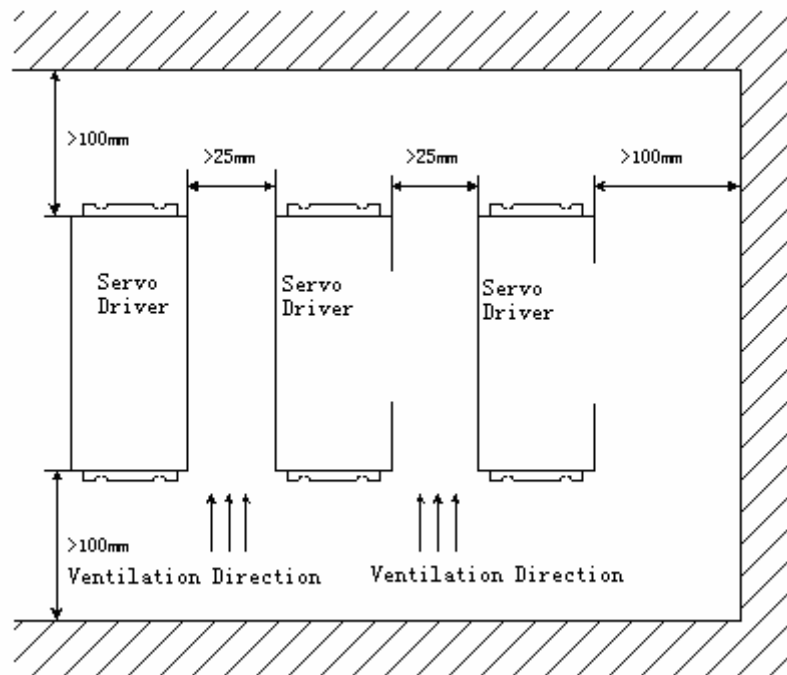 >100mm
>25mm
>25mm
>100mm
Servo
Driver
Servo
Driver
Servo
Driver
>100mm
Ventilation Direction
Ventilation Direction